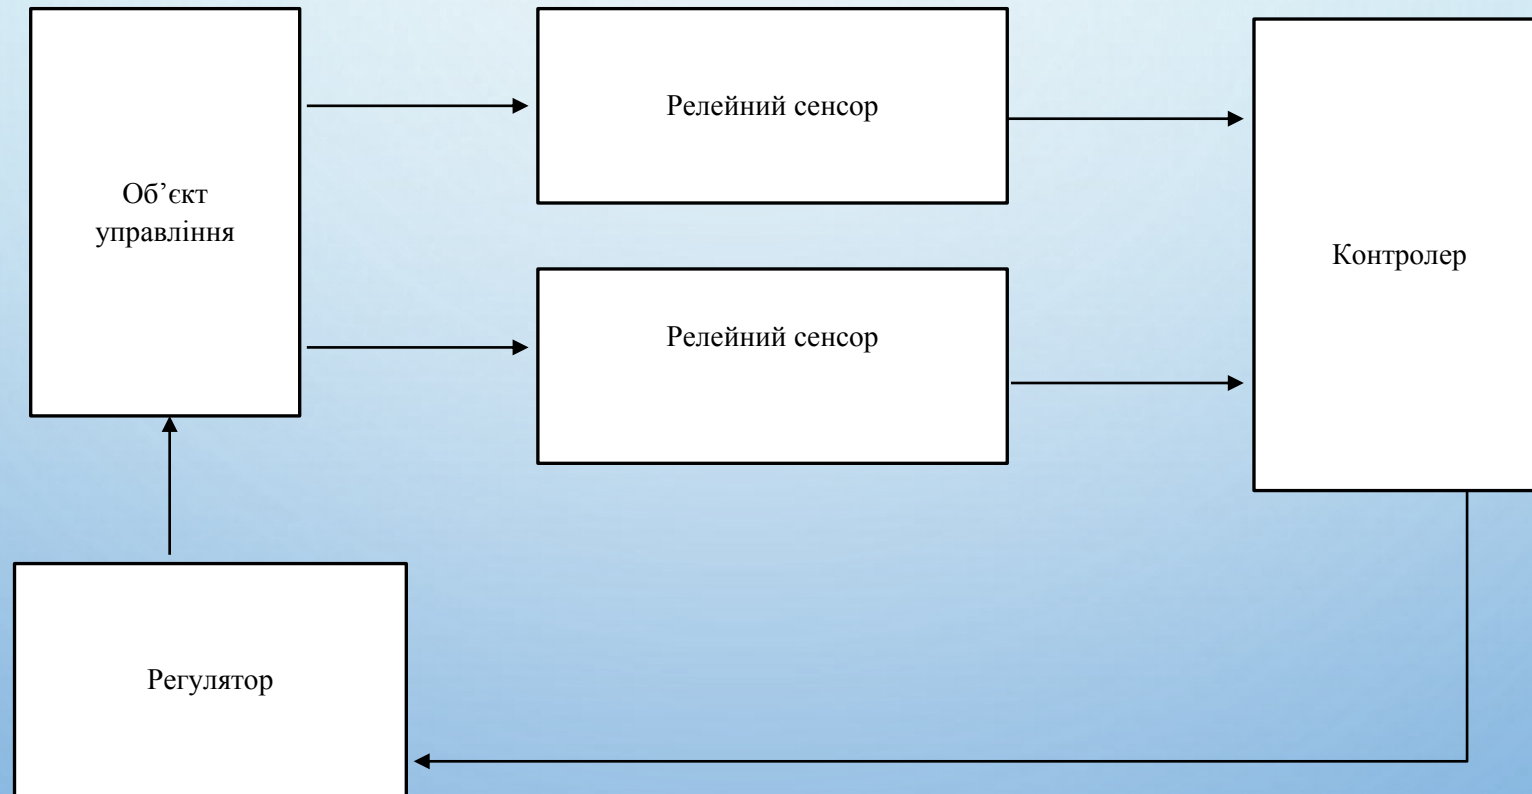 Релейний сенсор
Об’єкт
управління
Контролер
Релейний сенсор
Регулятор